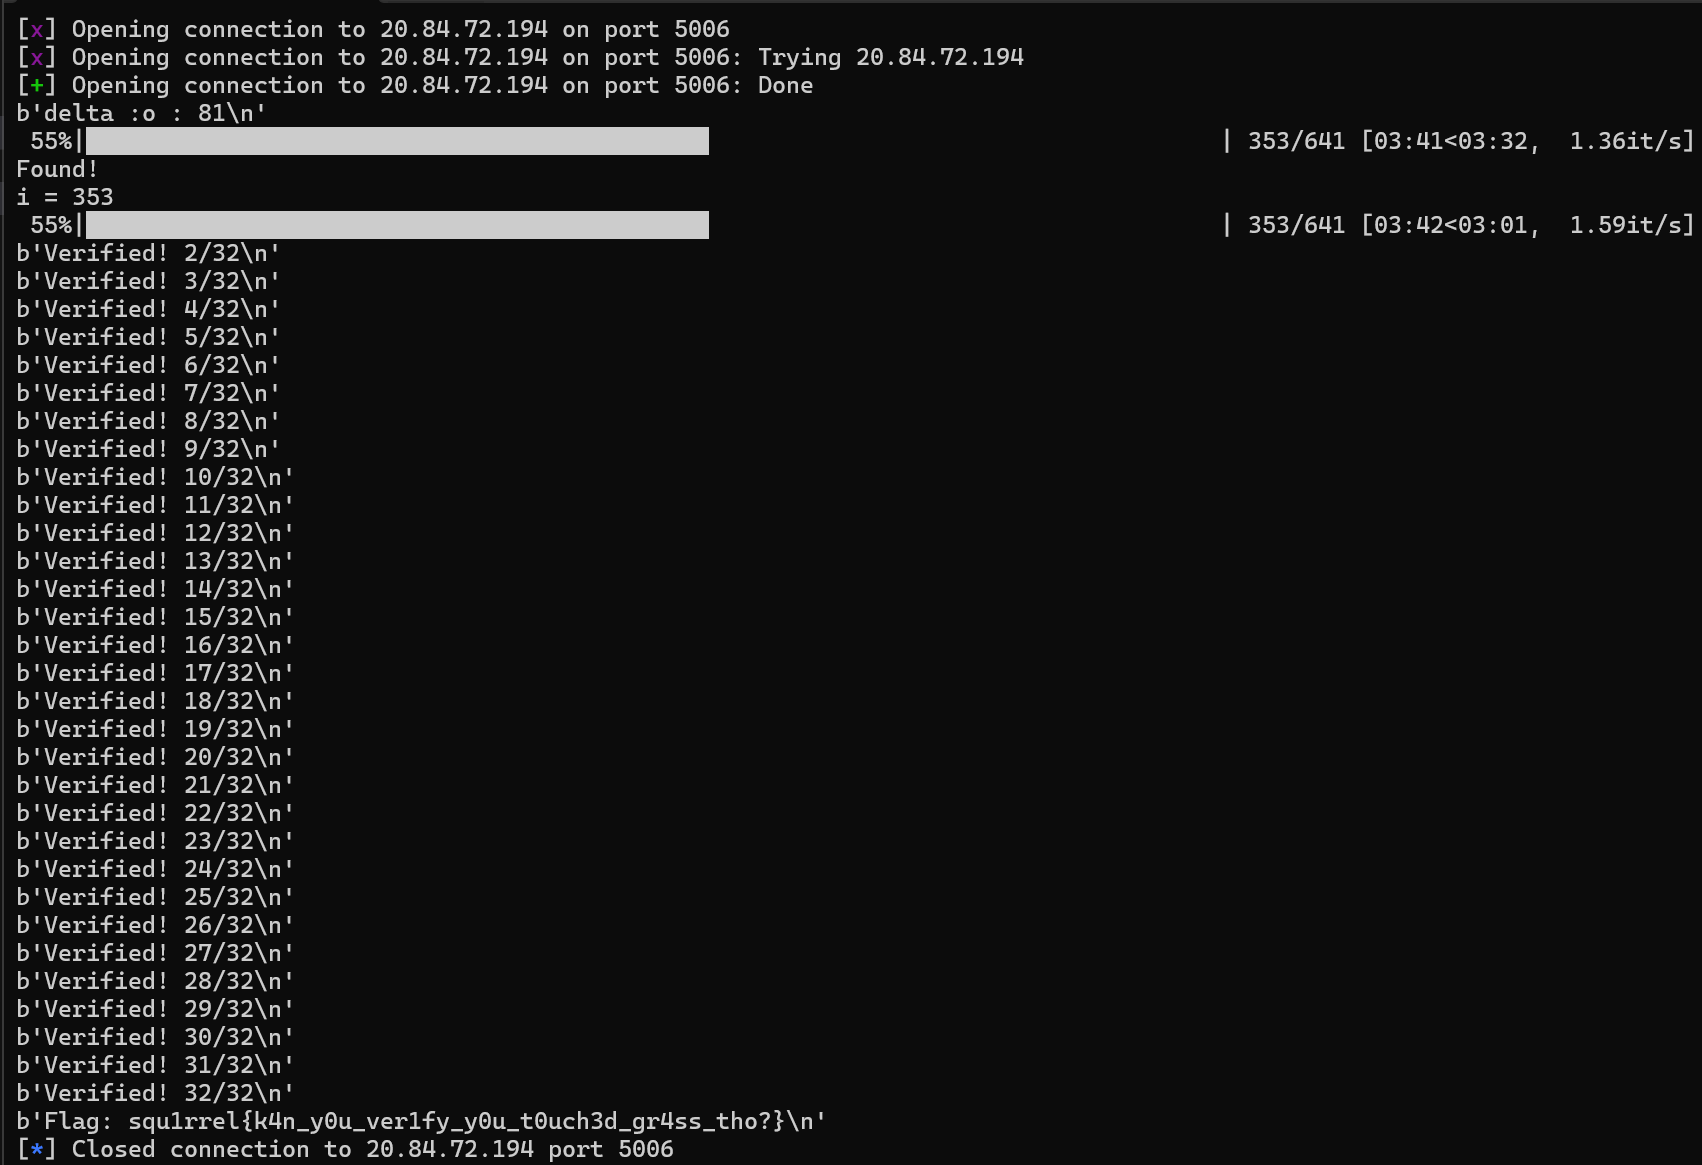 [x] Opening connection to 20.84.72.194 on port 5006
[x] Opening connection to 20.84.72.194 on port 5006: Trying 20.84.72.194
[+] Opening connection to 20.84.72.194 on port 5006: Done
b'delta :o : 81\n'
 55%| | 353/641 [03:41<03:32,  1.36it/s]
Found!
i = 353
 55%| | 353/641 [03:42<03:01,  1.59it/s]
b'Verified! 2/32\n'
b'Verified! 3/32\n'
b'Verified! 4/32\n'
b'Verified! 5/32\n'
b'Verified! 6/32\n'
b'Verified! 7/32\n'
b'Verified! 8/32\n'
b'Verified! 9/32\n'
b'Verified! 10/32\n'
b'Verified! 11/32\n'
b'Verified! 12/32\n'
b'Verified! 13/32\n'
b'Verified! 14/32\n'
b'Verified! 15/32\n'
b'Verified! 16/32\n'
b'Verified! 17/32\n'
b'Verified! 18/32\n'
b'Verified! 19/32\n'
b'Verified! 20/32\n'
b'Verified! 21/32\n'
b'Verified! 22/32\n'
b'Verified! 23/32\n'
b'Verified! 24/32\n'
b'Verified! 25/32\n'
b'Verified! 26/32\n'
b'Verified! 27/32\n'
b'Verified! 28/32\n'
b'Verified! 29/32\n'
b'Verified! 30/32\n'
b'Verified! 31/32\n'
b'Verified! 32/32\n'
b'Flag: squ1rrel{k4n_y0u_ver1fy_y0u_t0uch3d_gr4ss_tho?}\n'
[*] Closed connection to 20.84.72.194 port 5006